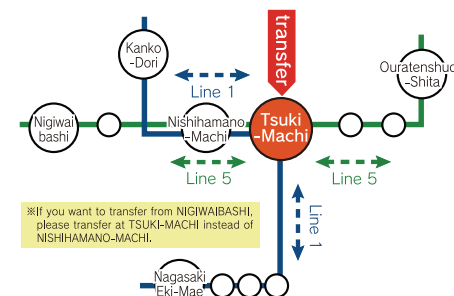 transfer
Kanko
-Dori
Line 1
Ouratenshudo
-Shita
Nigiwai
bashi
Nishihamano
-Machi
Tsuki
-Machi
Line 5
Line 5
Line 1
※If you want to transfer from NIGIWAIBASHI,
please transfer at TSUKI-MACHI instead of
NISHIHAMANO-MACHI.
Nagasaki
Eki-Mae